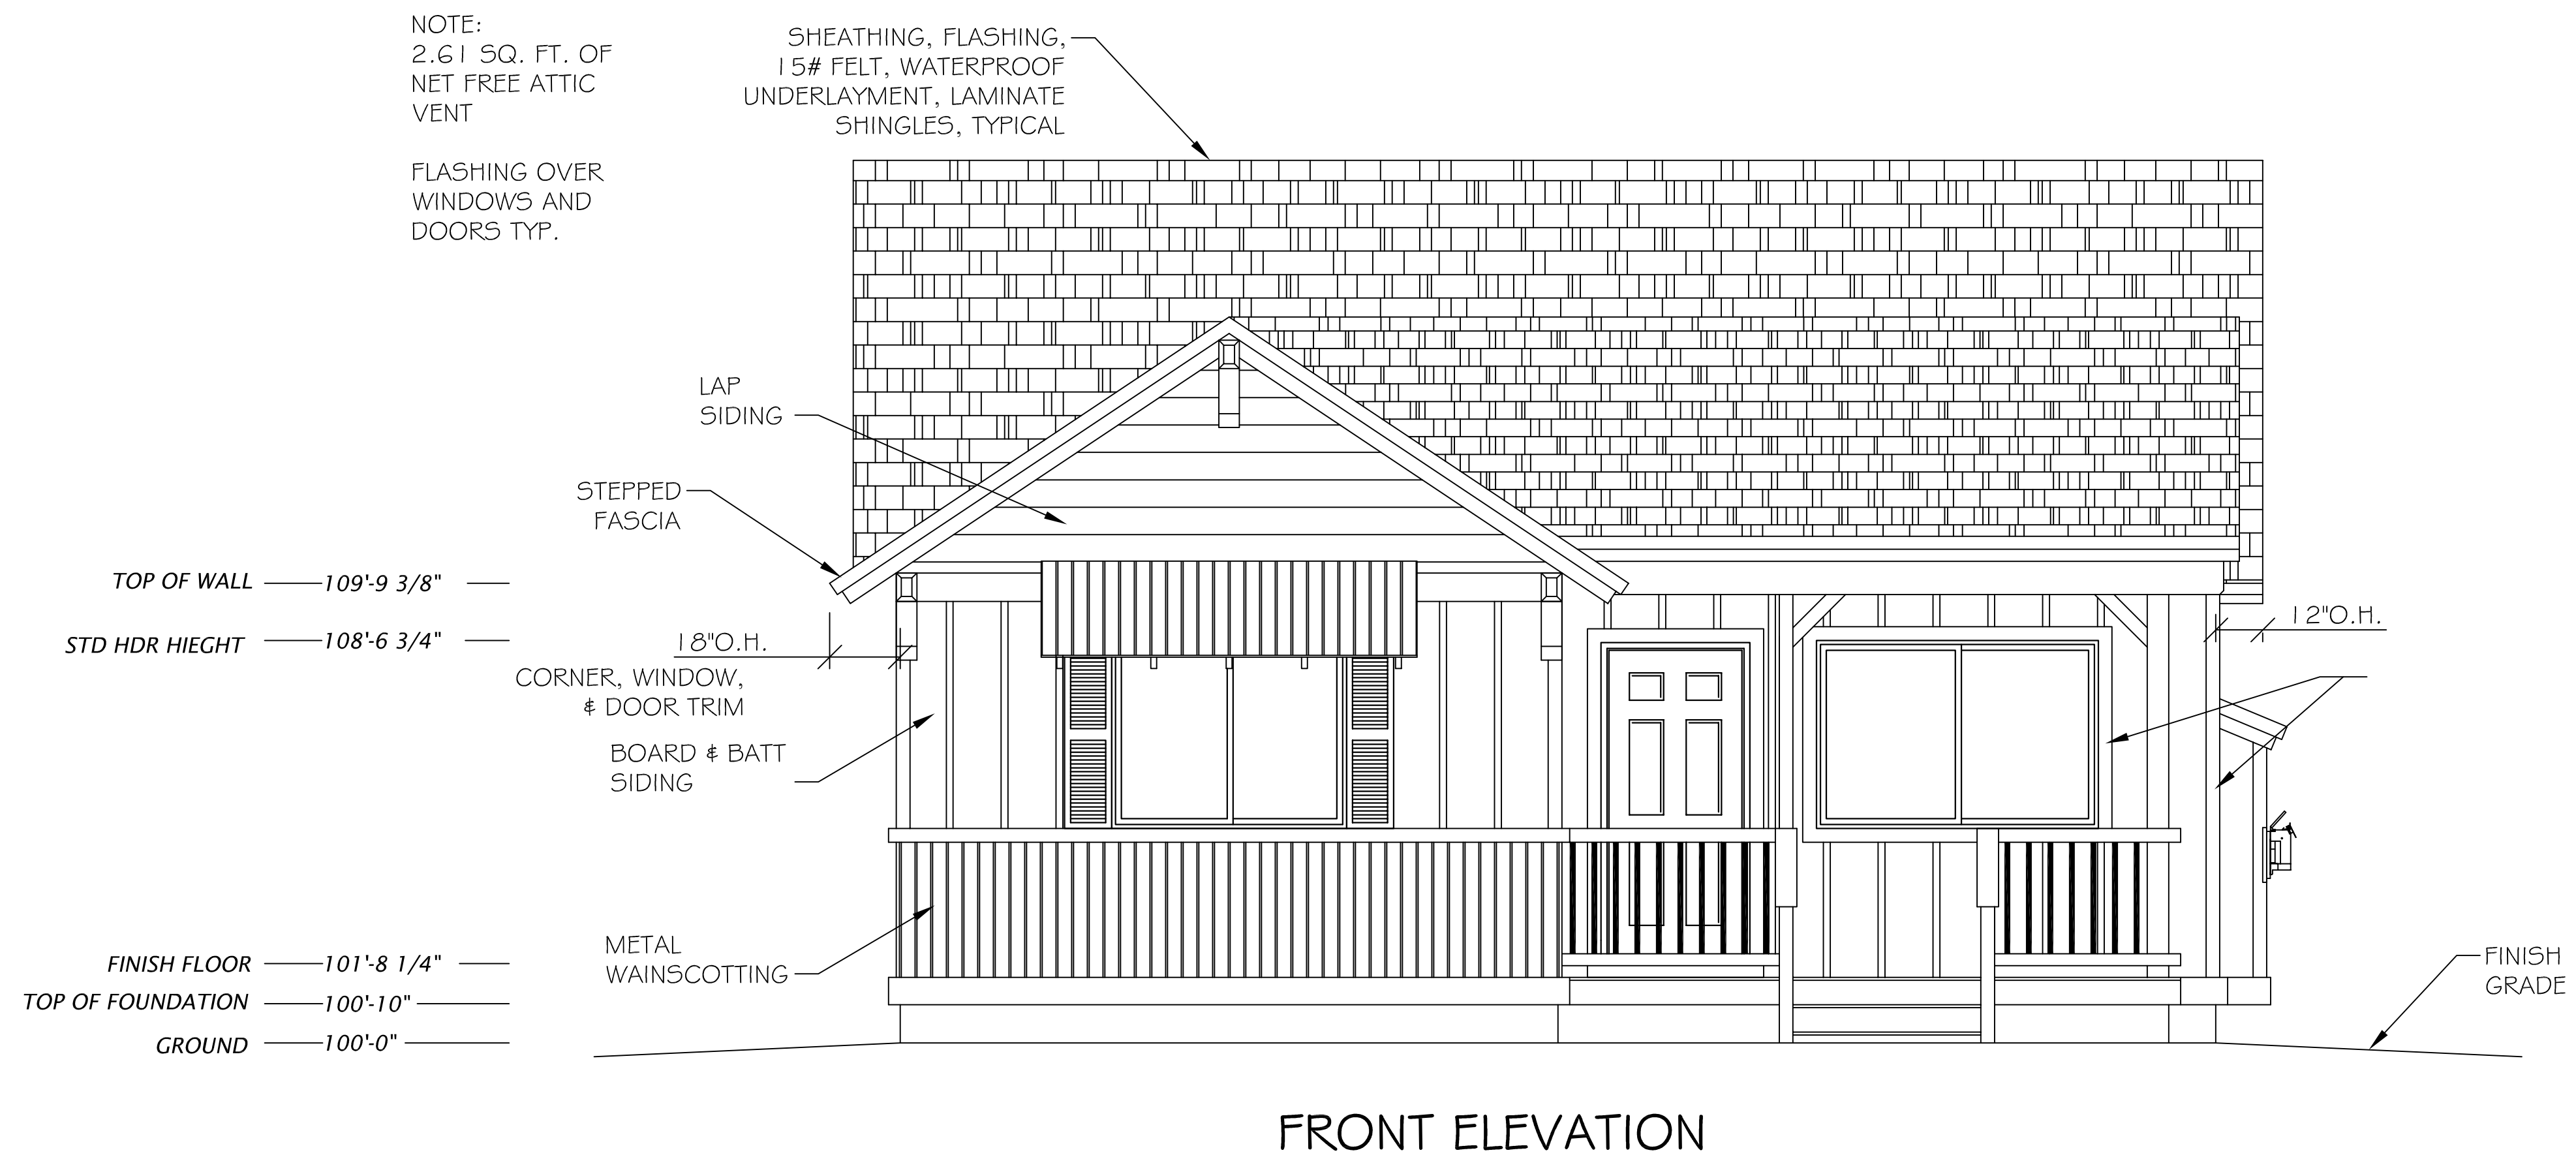 NOTE:
2.61 SQ. FT. OF
NET FREE ATTIC
VENT
FLASHING OVER
WINDOWS AND
DOORS TYP.
SHEATHING, FLASHING,
15# FELT, WATERPROOF
UNDERLAYMENT, LAMINATE
SHINGLES, TYPICAL
LAP
SIDING
STEPPED
FASCIA
TOP OF WALL 109'-9 3/8"
STD HDR HIEGHT 108'-6 3/4"
18"O.H.
12"O.H.
CORNER, WINDOW,
& DOOR TRIM
BOARD & BATT
SIDING
METAL
WAINSCOTTING
FINISH FLOOR 101'-8 1/4"
TOP OF FOUNDATION 100'-10"
GROUND 100'-0"
FINISH
GRADE
FRONT ELEVATION